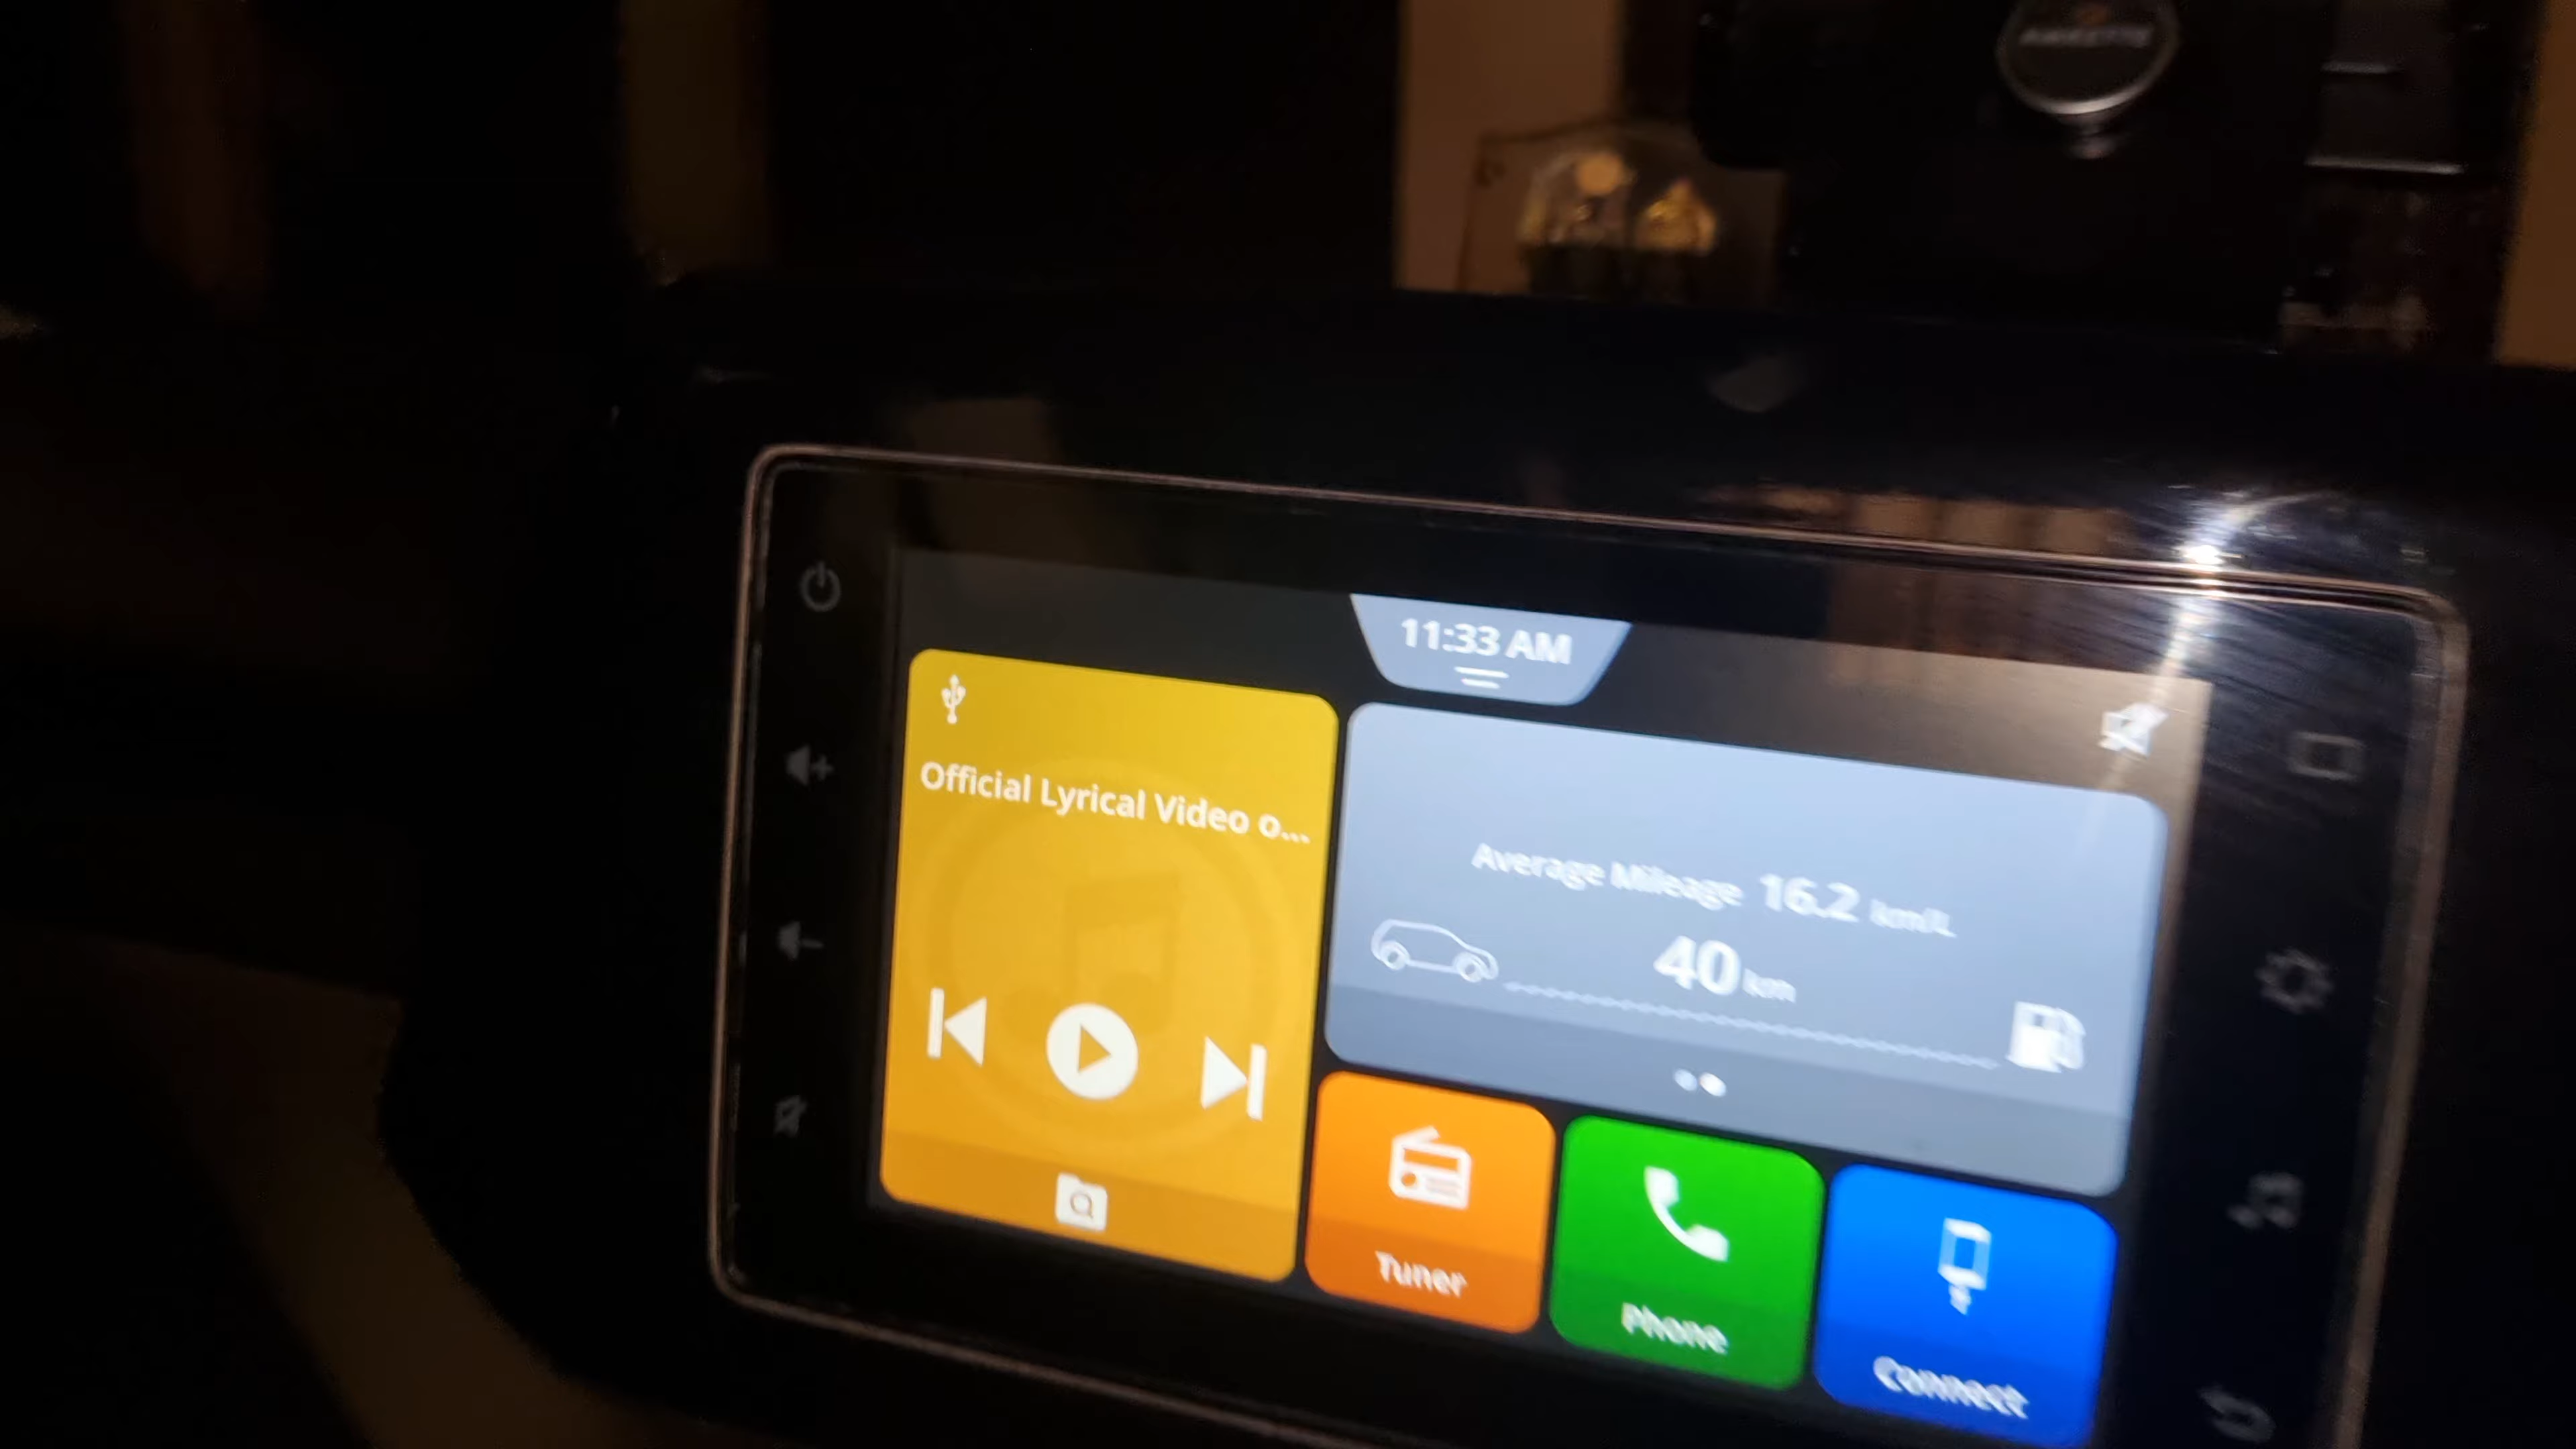 11:33 AM
Official Lyrical Video o...
Average Mileage 16.2 km/L
40 km
Tuner
Phone
Connect